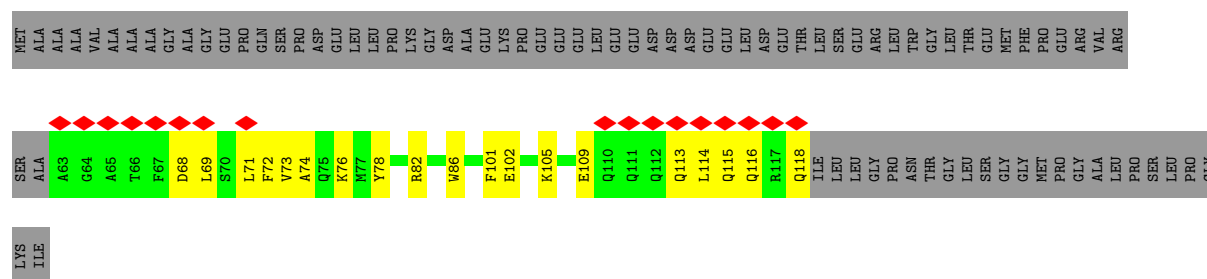 MET ALA ALA ALA VAL ALA ALA ALA GLY ALA GLY GLU PRO GLN SER PRO ASP GLU LEU LEU PRO LYS GLY ASP ALA GLU LYS PRO GLU GLU GLU LEU GLU GLU ASP ASP ASP GLU GLU LEU ASP GLU THR LEU SER GLU ARG LEU TRP GLY LEU THR GLU MET PHE PRO GLU ARG VAL ARG
SER ALA A63 G64 A65 T66 F67 D68 L69 S70 L71 F72 V73 A74 Q75 K76 M77 Y78 R82 W86 F101 E102 K105 E109 Q110 Q111 Q112 Q113 L114 Q115 Q116 R117 Q118 ILE LEU LEU GLY PRO ASN THR GLY LEU SER GLY GLY MET PRO GLY ALA LEU PRO SER LEU PRO
LYS ILE